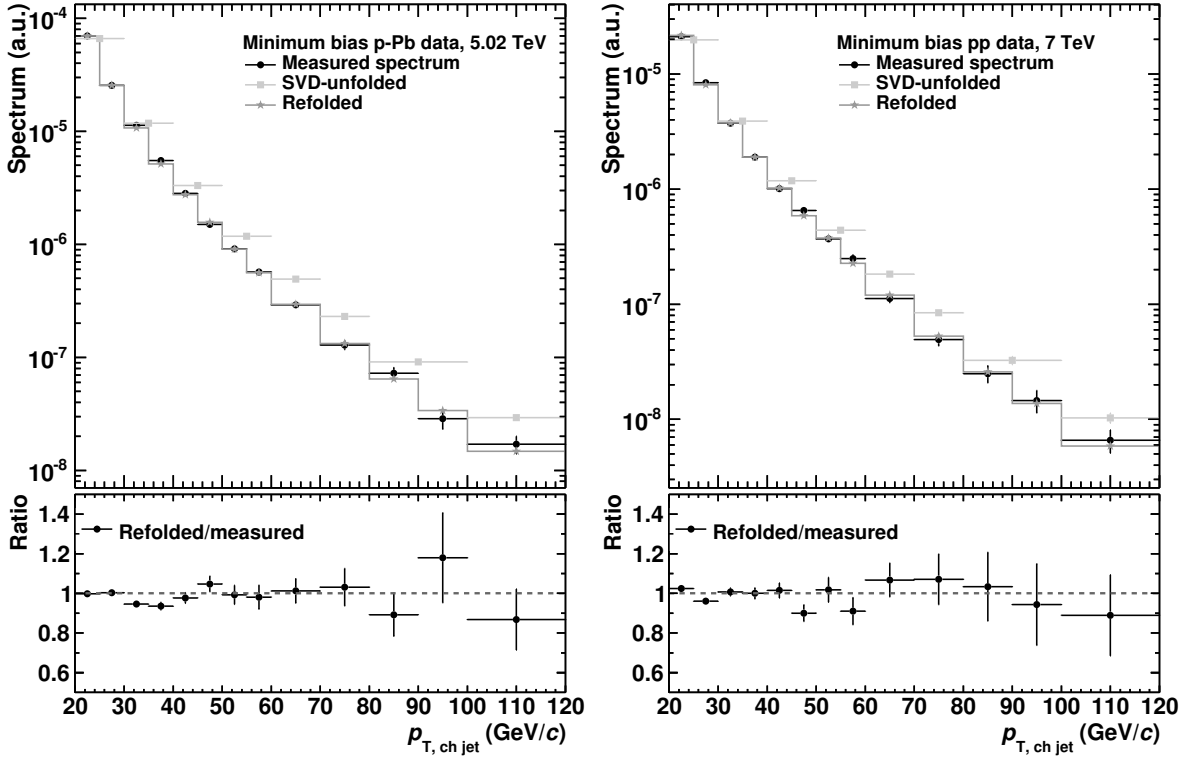 Spectrum (a.u.)
10⁻⁴
10⁻⁵
10⁻⁶
10⁻⁷
10⁻⁸
Minimum bias p-Pb data, 5.02 TeV
Measured spectrum
SVD-unfolded
Refolded
Ratio
1.4
1.2
1
0.8
0.6
Refolded/measured
20 30 40 50 60 70 80 90 100 110 120
p_T, ch jet (GeV/c)
Spectrum (a.u.)
10⁻⁵
10⁻⁶
10⁻⁷
10⁻⁸
Minimum bias pp data, 7 TeV
Measured spectrum
SVD-unfolded
Refolded
Ratio
1.4
1.2
1
0.8
0.6
Refolded/measured
20 30 40 50 60 70 80 90 100 110 120
p_T, ch jet (GeV/c)